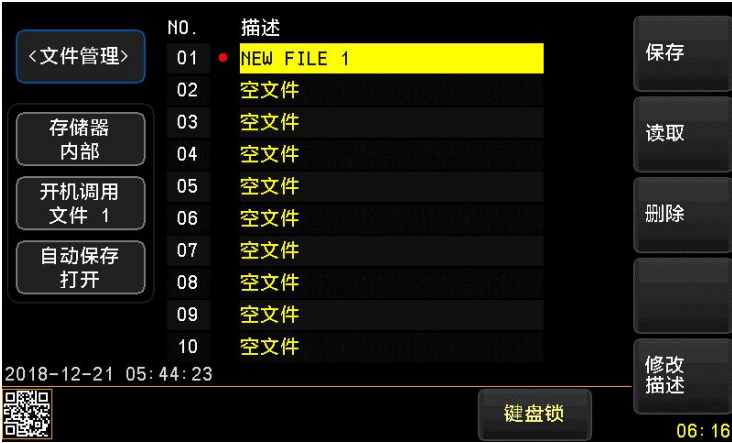 <文件管理>
存储器
内部
开机调用
文件 1
自动保存
打开
NO. 描述
01 NEW FILE 1
02 空文件
03 空文件
04 空文件
05 空文件
06 空文件
07 空文件
08 空文件
09 空文件
10 空文件
保存
读取
删除
修改
描述
2018-12-21 05:44:23
键盘锁
06:16